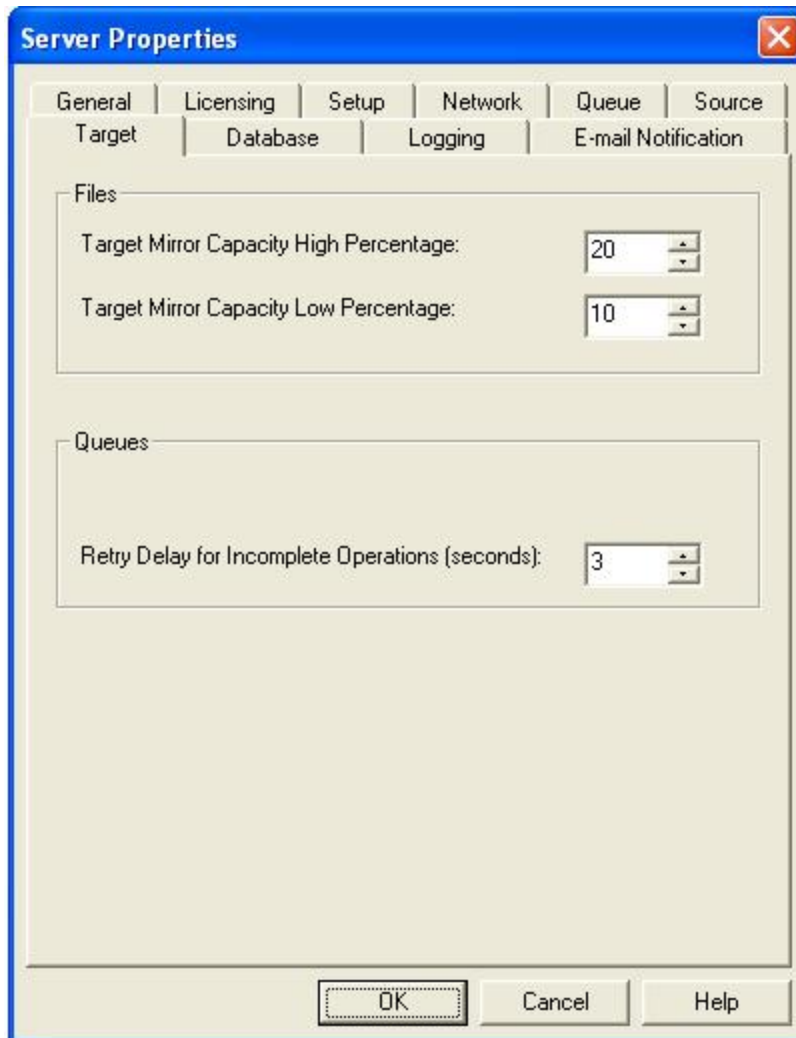 Server Properties
General Licensing Setup Network Queue Source
Target Database Logging E-mail Notification
Files
Target Mirror Capacity High Percentage: 20
Target Mirror Capacity Low Percentage: 10
Queues
Retry Delay for Incomplete Operations (seconds): 3
OK Cancel Help